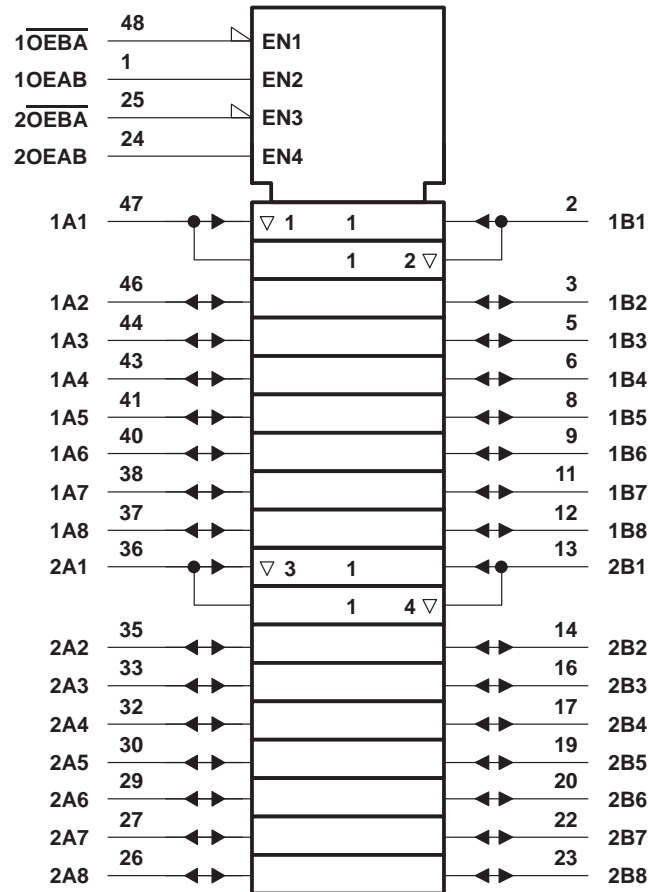 1OEBA 48 EN1
1OEAB 1 EN2
2OEBA 25 EN3
2OEAB 24 EN4
1A1 47 ▽ 1 1 2 1B1
1 2 ▽
1A2 46 3 1B2
1A3 44 5 1B3
1A4 43 6 1B4
1A5 41 8 1B5
1A6 40 9 1B6
1A7 38 11 1B7
1A8 37 12 1B8
2A1 36 ▽ 3 1 13 2B1
1 4 ▽
2A2 35 14 2B2
2A3 33 16 2B3
2A4 32 17 2B4
2A5 30 19 2B5
2A6 29 20 2B6
2A7 27 22 2B7
2A8 26 23 2B8